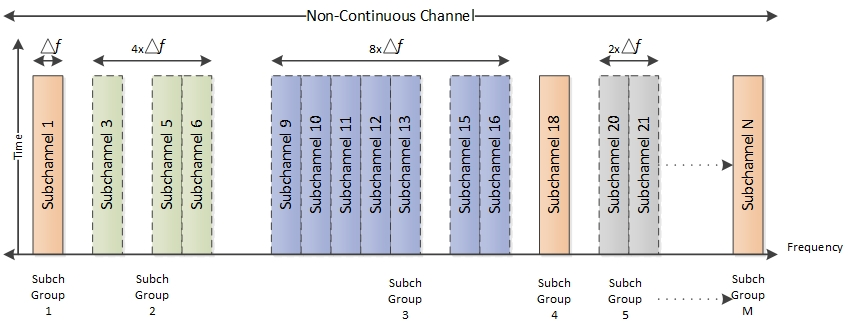 Non-Continuous Channel
△f
4x△f
8x△f
2x△f
Time
Subchannel 1
Subchannel 3
Subchannel 5
Subchannel 6
Subchannel 9
Subchannel 10
Subchannel 11
Subchannel 12
Subchannel 13
Subchannel 15
Subchannel 16
Subchannel 18
Subchannel 20
Subchannel 21
Subchannel N
Frequency
Subch
Group
1
Subch
Group
2
Subch
Group
3
Subch
Group
4
Subch
Group
5
Subch
Group
M